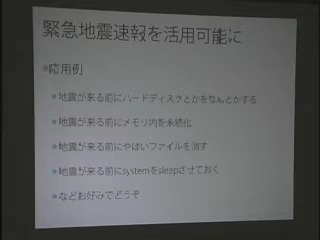 緊急地震速報を活用可能に
応用例
地震が来る前にハードディスクとかをなんとかする
地震が来る前にメモリ内を永続化
地震が来る前にやばいファイルを消す
地震が来る前にsystemをsleepさせておく
などお好みでどうぞ